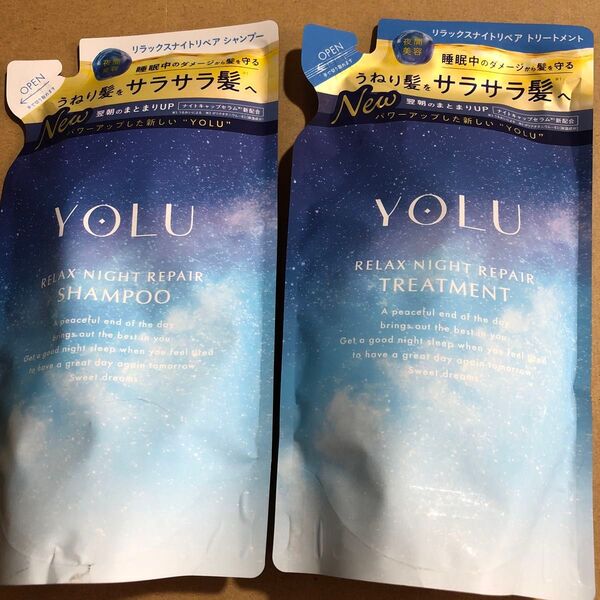 リラックスナイトリペア シャンプー
夜間
美容
睡眠中のダメージから髪を守る
OPEN
うねり髪をサラサラ髪へ
New
翌朝のまとまりUP
ナイトキャップセラム
新配合
パワーアップした新しい "YOLU"
YOLU
RELAX NIGHT REPAIR
SHAMPOO
A peaceful end of the day
brings out the best in you.
Get a good night sleep when you feel tired
to have a great day again tomorrow.
Sweet dreams.
リラックスナイトリペア トリートメント
夜間
美容
睡眠中のダメージから髪を守る
OPEN
うねり髪をサラサラ髪へ
New
翌朝のまとまりUP
ナイトキャップセラム
新配合
パワーアップした新しい "YOLU"
YOLU
RELAX NIGHT REPAIR
TREATMENT
A peaceful end of the day
brings out the best in you.
Get a good night sleep when you feel tired
to have a great day again tomorrow.
Sweet dreams.